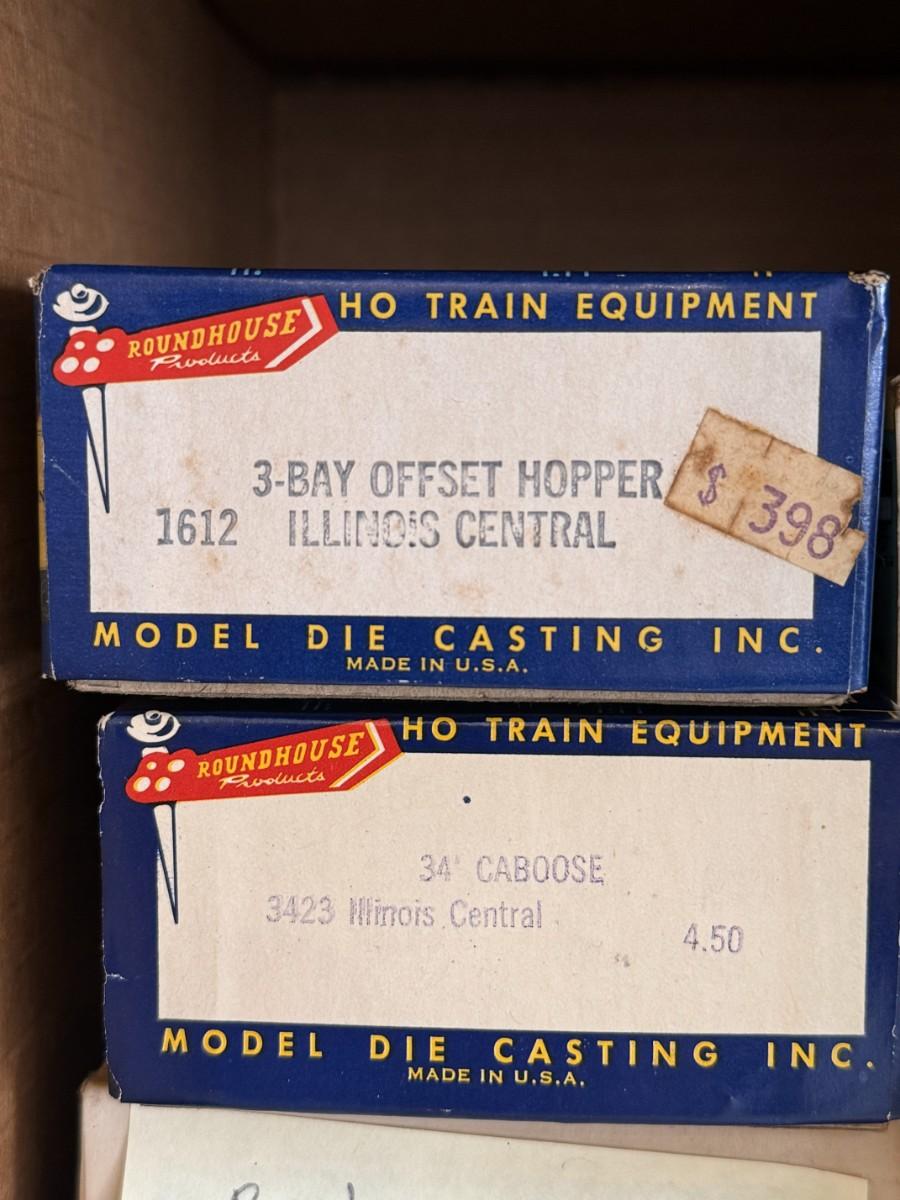 HO TRAIN EQUIPMENT
ROUNDHOUSE
Products
3-BAY OFFSET HOPPER
1612 ILLINOIS CENTRAL
$ 398
MODEL DIE CASTING INC.
MADE IN U.S.A.
HO TRAIN EQUIPMENT
ROUNDHOUSE
Products
34' CABOOSE
3423 Illinois Central
4.50
MODEL DIE CASTING INC.
MADE IN U.S.A.